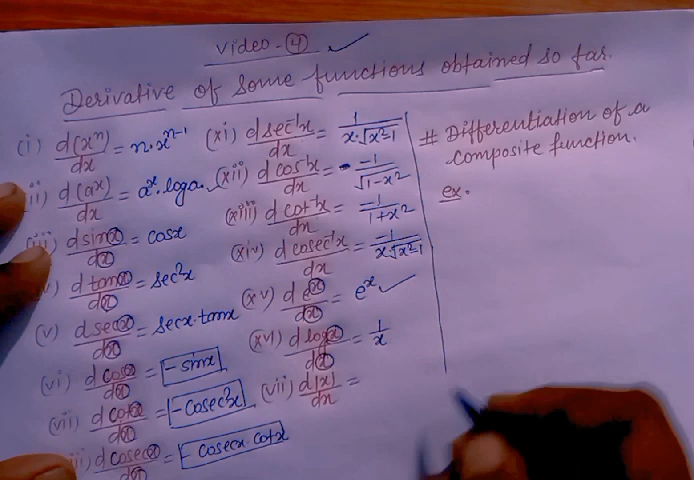 Video-④
Derivative of some functions obtained so far.
(i) d(xⁿ)/dx = n·xⁿ⁻¹
ii) d(aˣ)/dx = aˣ·loga
(iii) d sinx/dx = cosx
) d tanx/dx = sec²x
(v) d secx/dx = secx·tanx
(vi) d cosx/dx = -sinx
(vii) d cotx/dx = -cosec²x
ii) d cosecx/dx = -cosecx·cotx
(xi) d sec⁻¹x/dx = 1/x·√x²-1
(xii) d cos⁻¹x/dx = -1/√1-x²
(xiii) d cot⁻¹x/dx = -1/1+x²
(xiv) d cosec⁻¹x/dx = -1/x·√x²-1
(xv) d eˣ/dx = eˣ
(xvi) d logx/dx = 1/x
(vii) d|x|/dx =
# Differentiation of a
composite function.
ex.